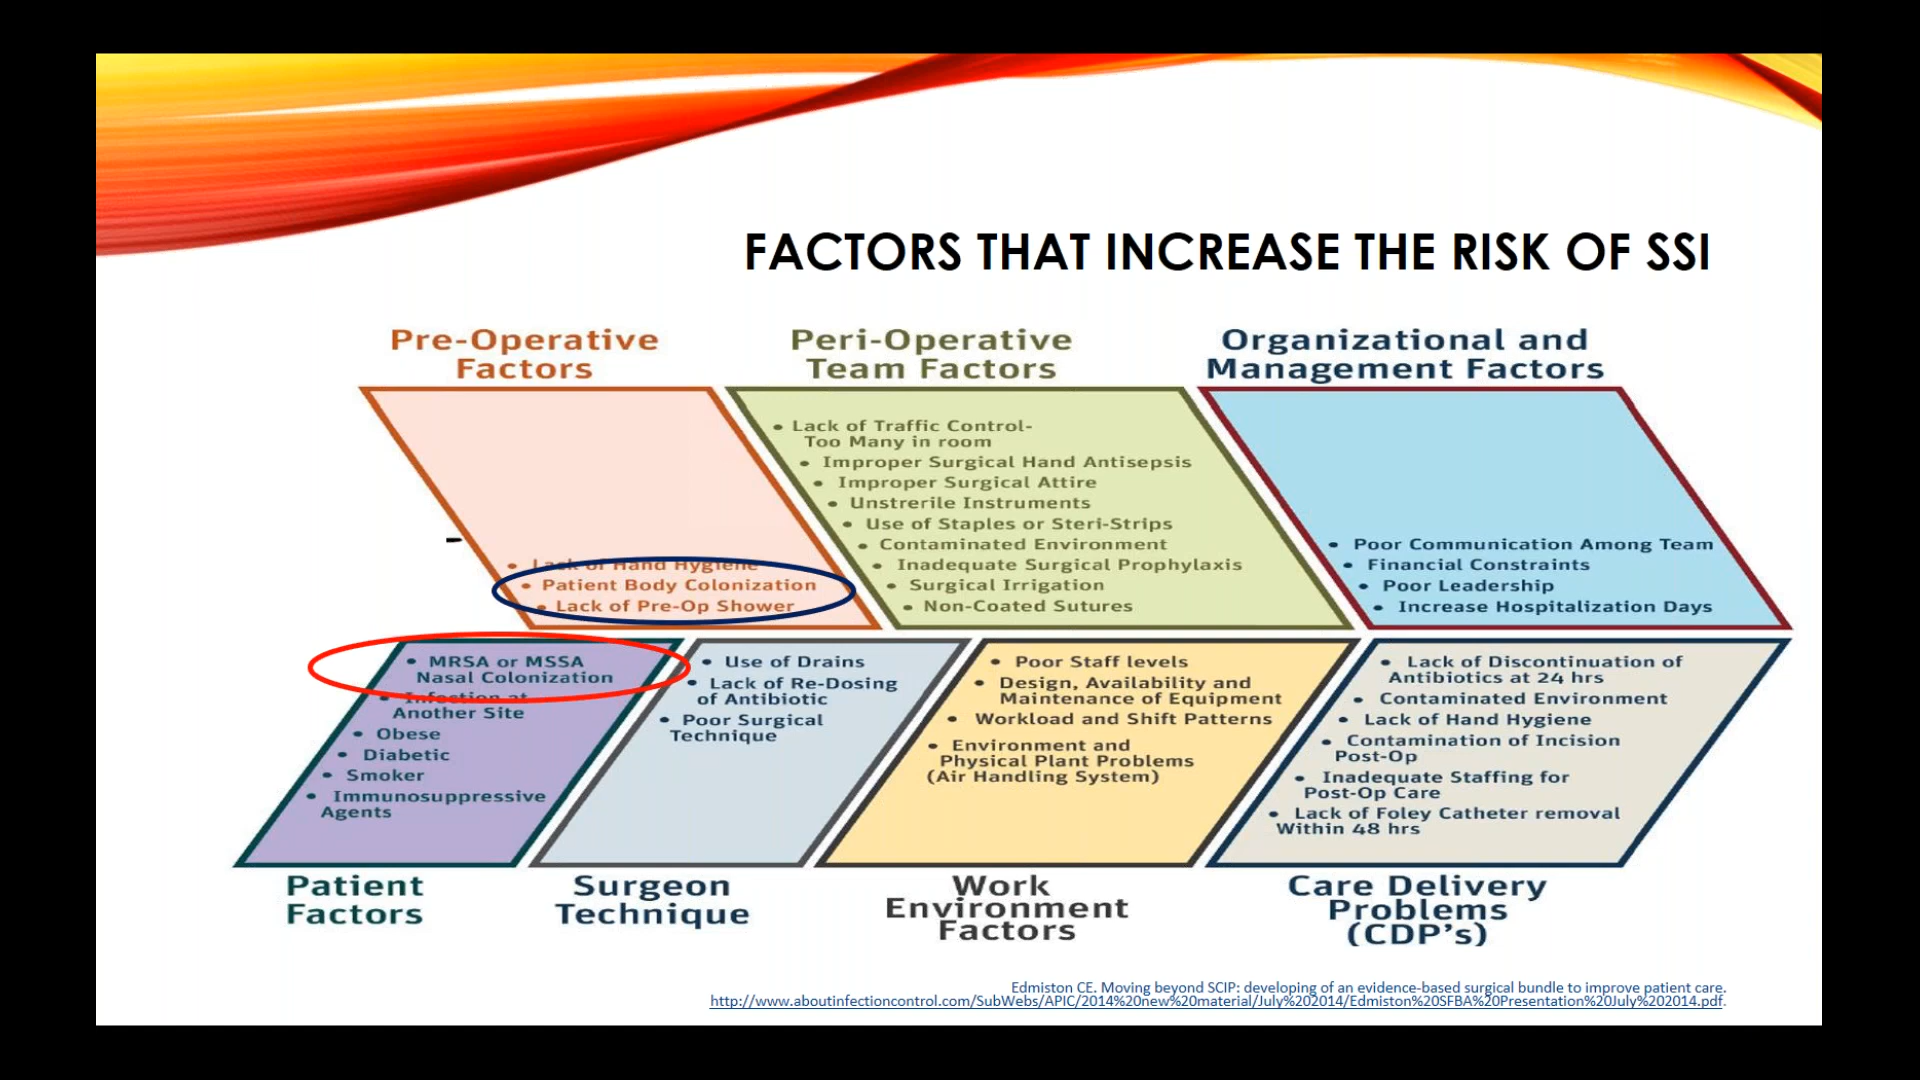 FACTORS THAT INCREASE THE RISK OF SSI
Pre-Operative
Factors
• Lack of Hand Hygiene
• Patient Body Colonization
• Lack of Pre-Op Shower
Peri-Operative
Team Factors
• Lack of Traffic Control-
Too Many in room
• Improper Surgical Hand Antisepsis
• Improper Surgical Attire
• Unstrerile Instruments
• Use of Staples or Steri-Strips
• Contaminated Environment
• Inadequate Surgical Prophylaxis
• Surgical Irrigation
• Non-Coated Sutures
Organizational and
Management Factors
• Poor Communication Among Team
• Financial Constraints
• Poor Leadership
• Increase Hospitalization Days
-
• MRSA or MSSA
Nasal Colonization
• Infection at
Another Site
• Obese
• Diabetic
• Smoker
• Immunosuppressive
Agents
Patient
Factors
• Use of Drains
• Lack of Re-Dosing
of Antibiotic
• Poor Surgical
Technique
Surgeon
Technique
• Poor Staff levels
• Design, Availability and
Maintenance of Equipment
• Workload and Shift Patterns
• Environment and
Physical Plant Problems
(Air Handling System)
Work
Environment
Factors
• Lack of Discontinuation of
Antibiotics at 24 hrs
• Contaminated Environment
• Lack of Hand Hygiene
• Contamination of Incision
Post-Op
• Inadequate Staffing for
Post-Op Care
• Lack of Foley Catheter removal
Within 48 hrs
Care Delivery
Problems
(CDP's)
Edmiston CE. Moving beyond SCIP: developing of an evidence-based surgical bundle to improve patient care.
http://www.aboutinfectioncontrol.com/SubWebs/APIC/2014%20new%20material/July%202014/Edmiston%20SFBA%20Presentation%20July%202014.pdf.